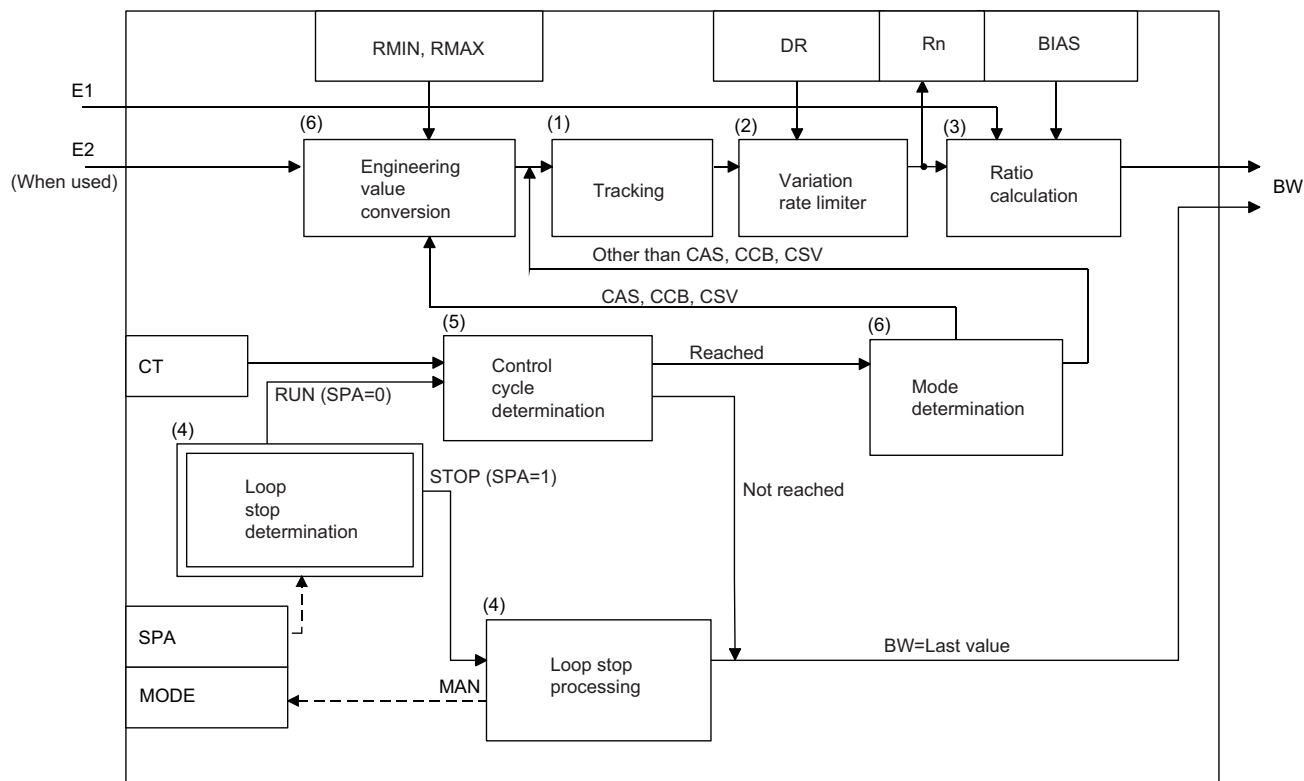 RMIN, RMAX
DR
Rn
BIAS
E1
E2
(When used)
(6)
Engineering
value
conversion
(1)
Tracking
(2)
Variation
rate limiter
(3)
Ratio
calculation
BW
Other than CAS, CCB, CSV
CAS, CCB, CSV
CT
(5)
Control
cycle
determination
Reached
(6)
Mode
determination
RUN (SPA=0)
(4)
Loop
stop
determination
STOP (SPA=1)
Not reached
SPA
MODE
MAN
(4)
Loop stop
processing
BW=Last value